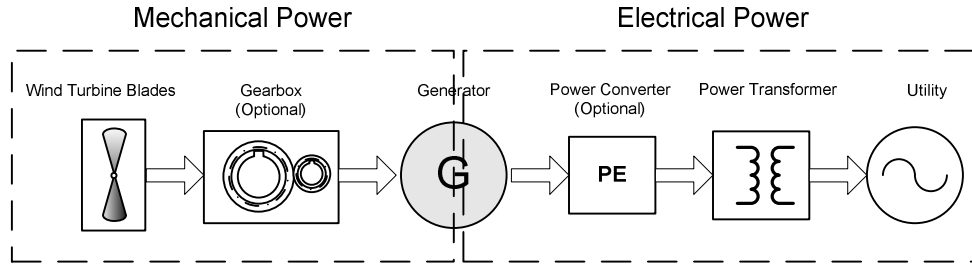 Mechanical Power
Electrical Power
Wind Turbine Blades
Gearbox
(Optional)
Generator
Power Converter
(Optional)
Power Transformer
Utility
G
PE